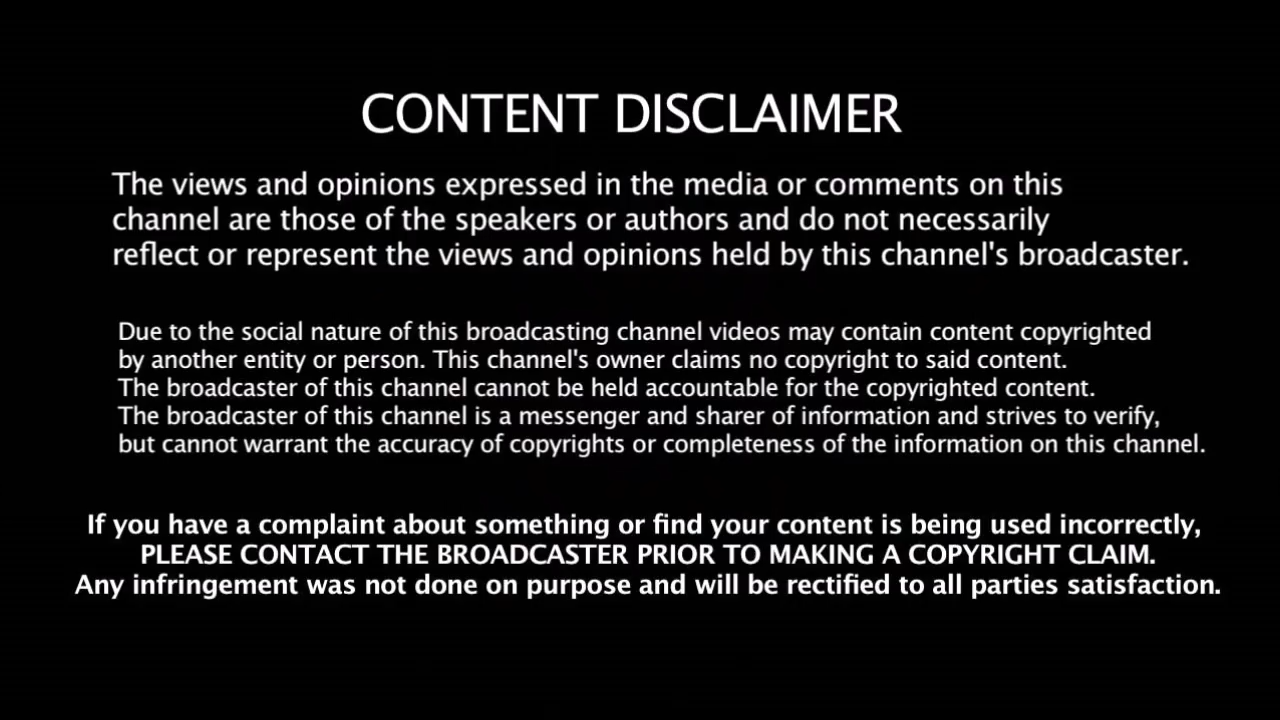 CONTENT DISCLAIMER
The views and opinions expressed in the media or comments on this
channel are those of the speakers or authors and do not necessarily
reflect or represent the views and opinions held by this channel's broadcaster.
Due to the social nature of this broadcasting channel videos may contain content copyrighted
by another entity or person. This channel's owner claims no copyright to said content.
The broadcaster of this channel cannot be held accountable for the copyrighted content.
The broadcaster of this channel is a messenger and sharer of information and strives to verify,
but cannot warrant the accuracy of copyrights or completeness of the information on this channel.
If you have a complaint about something or find your content is being used incorrectly,
PLEASE CONTACT THE BROADCASTER PRIOR TO MAKING A COPYRIGHT CLAIM.
Any infringement was not done on purpose and will be rectified to all parties satisfaction.